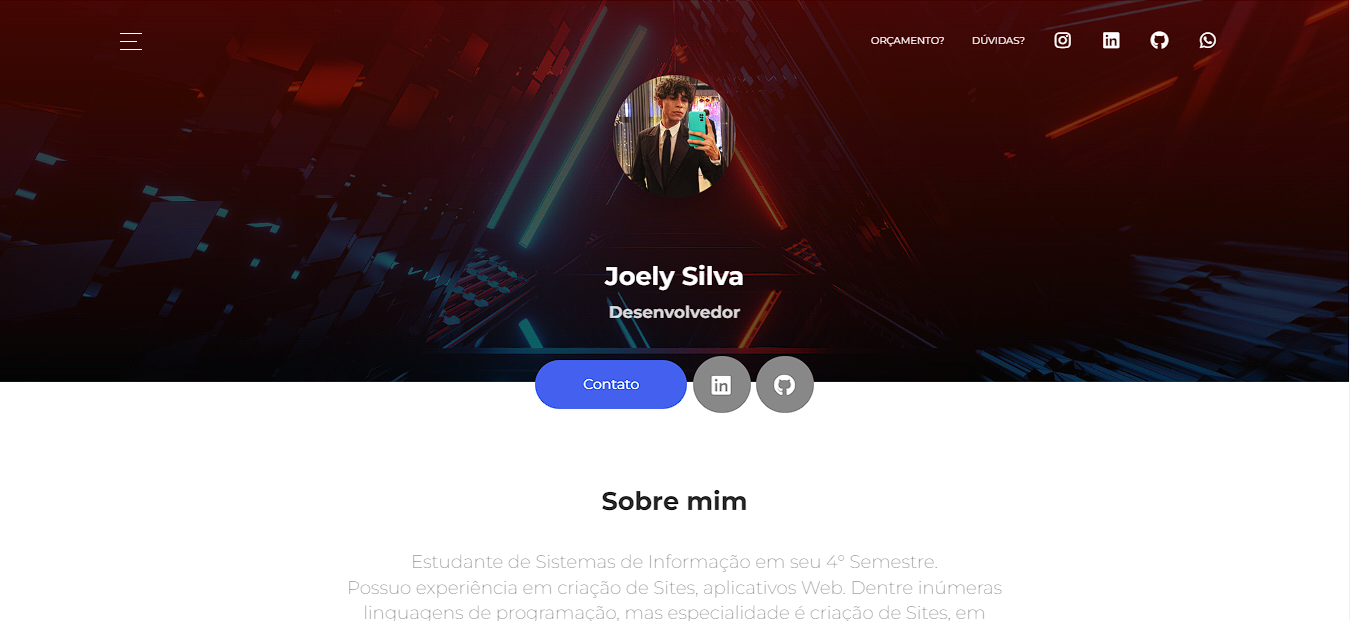 ORÇAMENTO? DÚVIDAS?
Joely Silva
Desenvolvedor
Contato
Sobre mim
Estudante de Sistemas de Informação em seu 4º Semestre.
Possuo experiência em criação de Sites, aplicativos Web. Dentre inúmeras
linguagens de programação, mas especialidade é criação de Sites, em